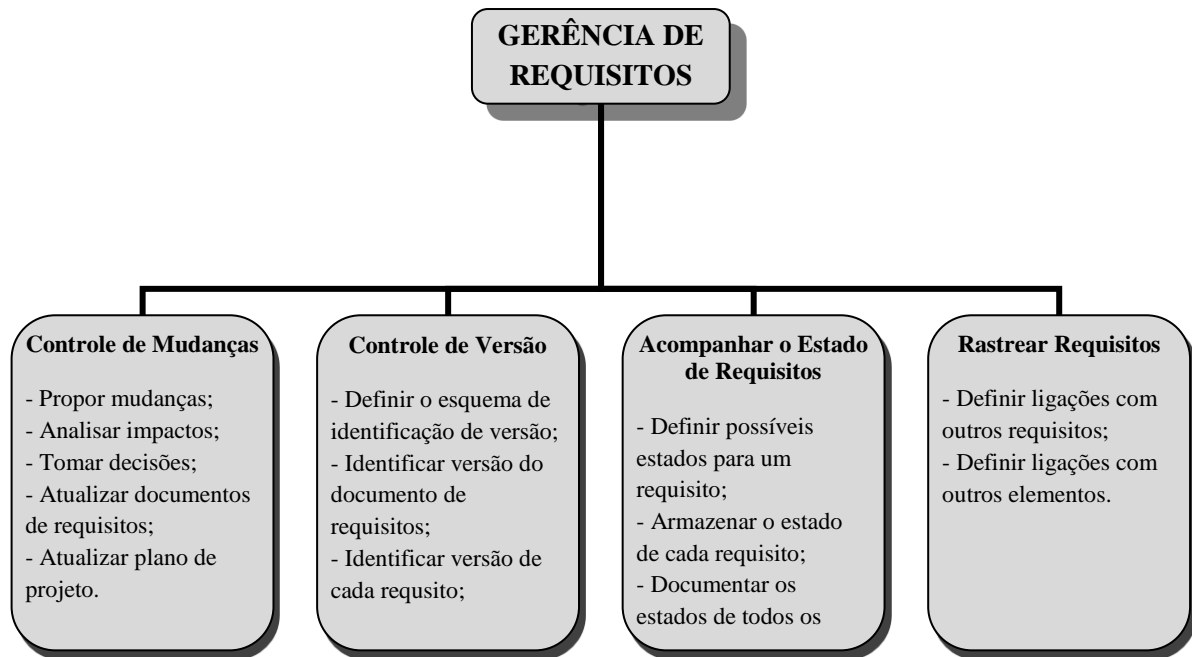 GERÊNCIA DE
REQUISITOS
Controle de Mudanças
- Propor mudanças;
- Analisar impactos;
- Tomar decisões;
- Atualizar documentos
de requisitos;
- Atualizar plano de
projeto.
Controle de Versão
- Definir o esquema de
identificação de versão;
- Identificar versão do
documento de
requisitos;
- Identificar versão de
cada requsito;
Acompanhar o Estado
de Requisitos
- Definir possíveis
estados para um
requisito;
- Armazenar o estado
de cada requisito;
- Documentar os
estados de todos os
Rastrear Requisitos
- Definir ligações com
outros requisitos;
- Definir ligações com
outros elementos.